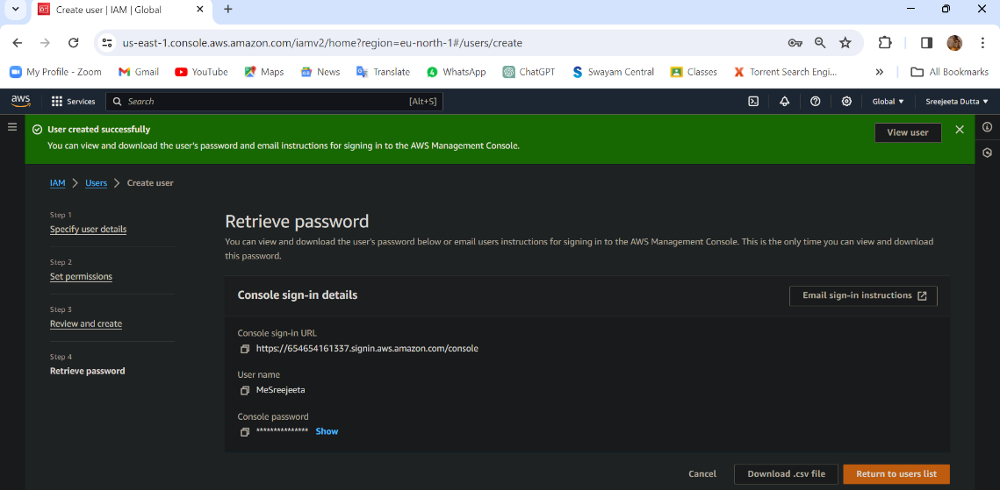 Create user | IAM | Global
us-east-1.console.aws.amazon.com/iamv2/home?region=eu-north-1#/users/create
My Profile - Zoom
Gmail
YouTube
Maps
News
Translate
WhatsApp
ChatGPT
Swayam Central
Classes
Torrent Search Engi...
All Bookmarks
aws
Services
Search
[Alt+S]
Global
Sreejeeta Dutta
User created successfully
You can view and download the user's password and email instructions for signing in to the AWS Management Console.
View user
IAM > Users > Create user
Step 1
Specify user details
Step 2
Set permissions
Step 3
Review and create
Step 4
Retrieve password
Retrieve password
You can view and download the user's password below or email users instructions for signing in to the AWS Management Console. This is the only time you can view and download
this password.
Console sign-in details
Email sign-in instructions
Console sign-in URL
https://654654161337.signin.aws.amazon.com/console
User name
MeSreejeeta
Console password
*************** Show
Cancel
Download .csv file
Return to users list